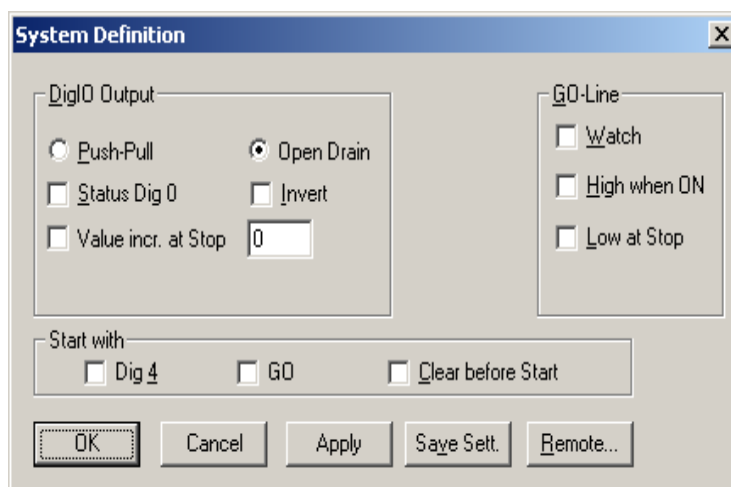 System Definition
DigIO Output
Push-Pull
Open Drain
Status Dig 0
Invert
Value incr. at Stop
0
GO-Line
Watch
High when ON
Low at Stop
Start with
Dig 4
GO
Clear before Start
OK
Cancel
Apply
Save Sett.
Remote...